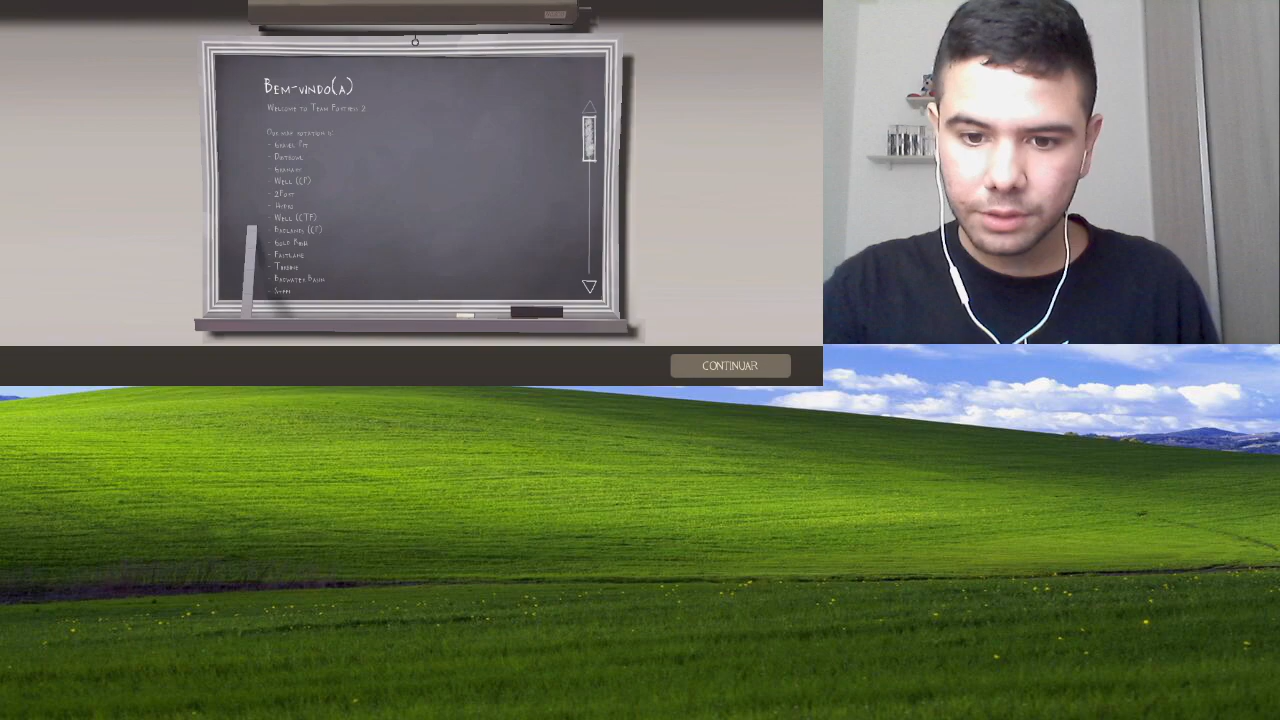 Bem-vindo(a)
Welcome to Team Fortress 2
Our map rotation is:
- Gravel Pit
- Dustbowl
- Granary
- Well (CP)
- 2Fort
- Hydro
- Well (CTF)
- Badlands (CP)
- Gold Rush
- Fastlane
- Turbine
- Badwater Basin
- Steel
CONTINUAR